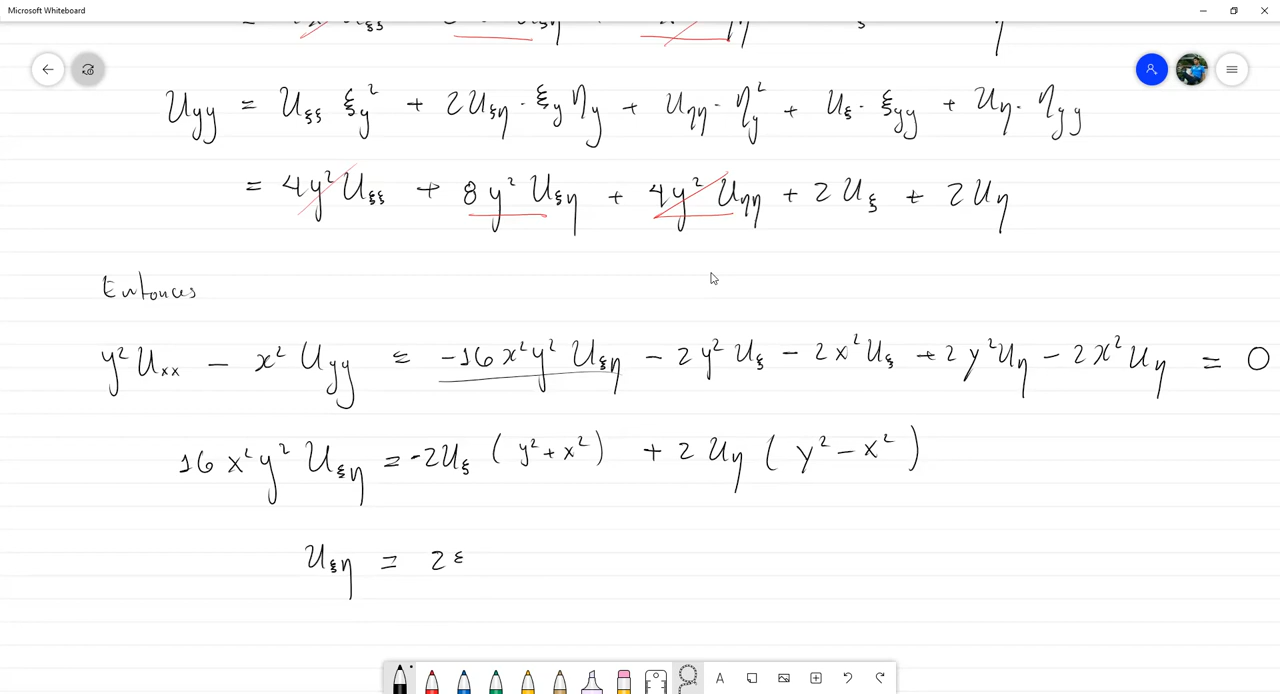 Microsoft Whiteboard
Uyy = Uξξ ξy² + 2Uξη · ξy ηy + Uηη · ηy² + Uξ · ξyy + Uη · ηyy
= 4y² Uξξ + 8y² Uξη + 4y² Uηη + 2Uξ + 2Uη
Entonces
y² Uxx − x² Uyy = −16x²y² Uξη − 2y² Uξ − 2x² Uξ + 2y² Uη − 2x² Uη = 0
16x²y² Uξη = −2Uξ (y² + x²) + 2Uη (y² − x²)
Uξη = 2ξ
A